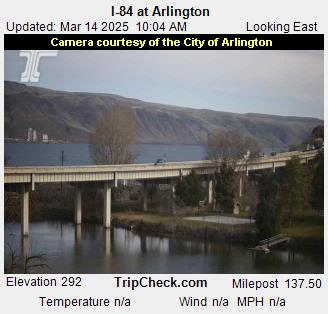 I-84 at Arlington
Updated: Mar 14 2025 10:04 AM Looking East
Camera courtesy of the City of Arlington
Elevation 292 TripCheck.com Milepost 137.50
Temperature n/a Wind n/a MPH n/a